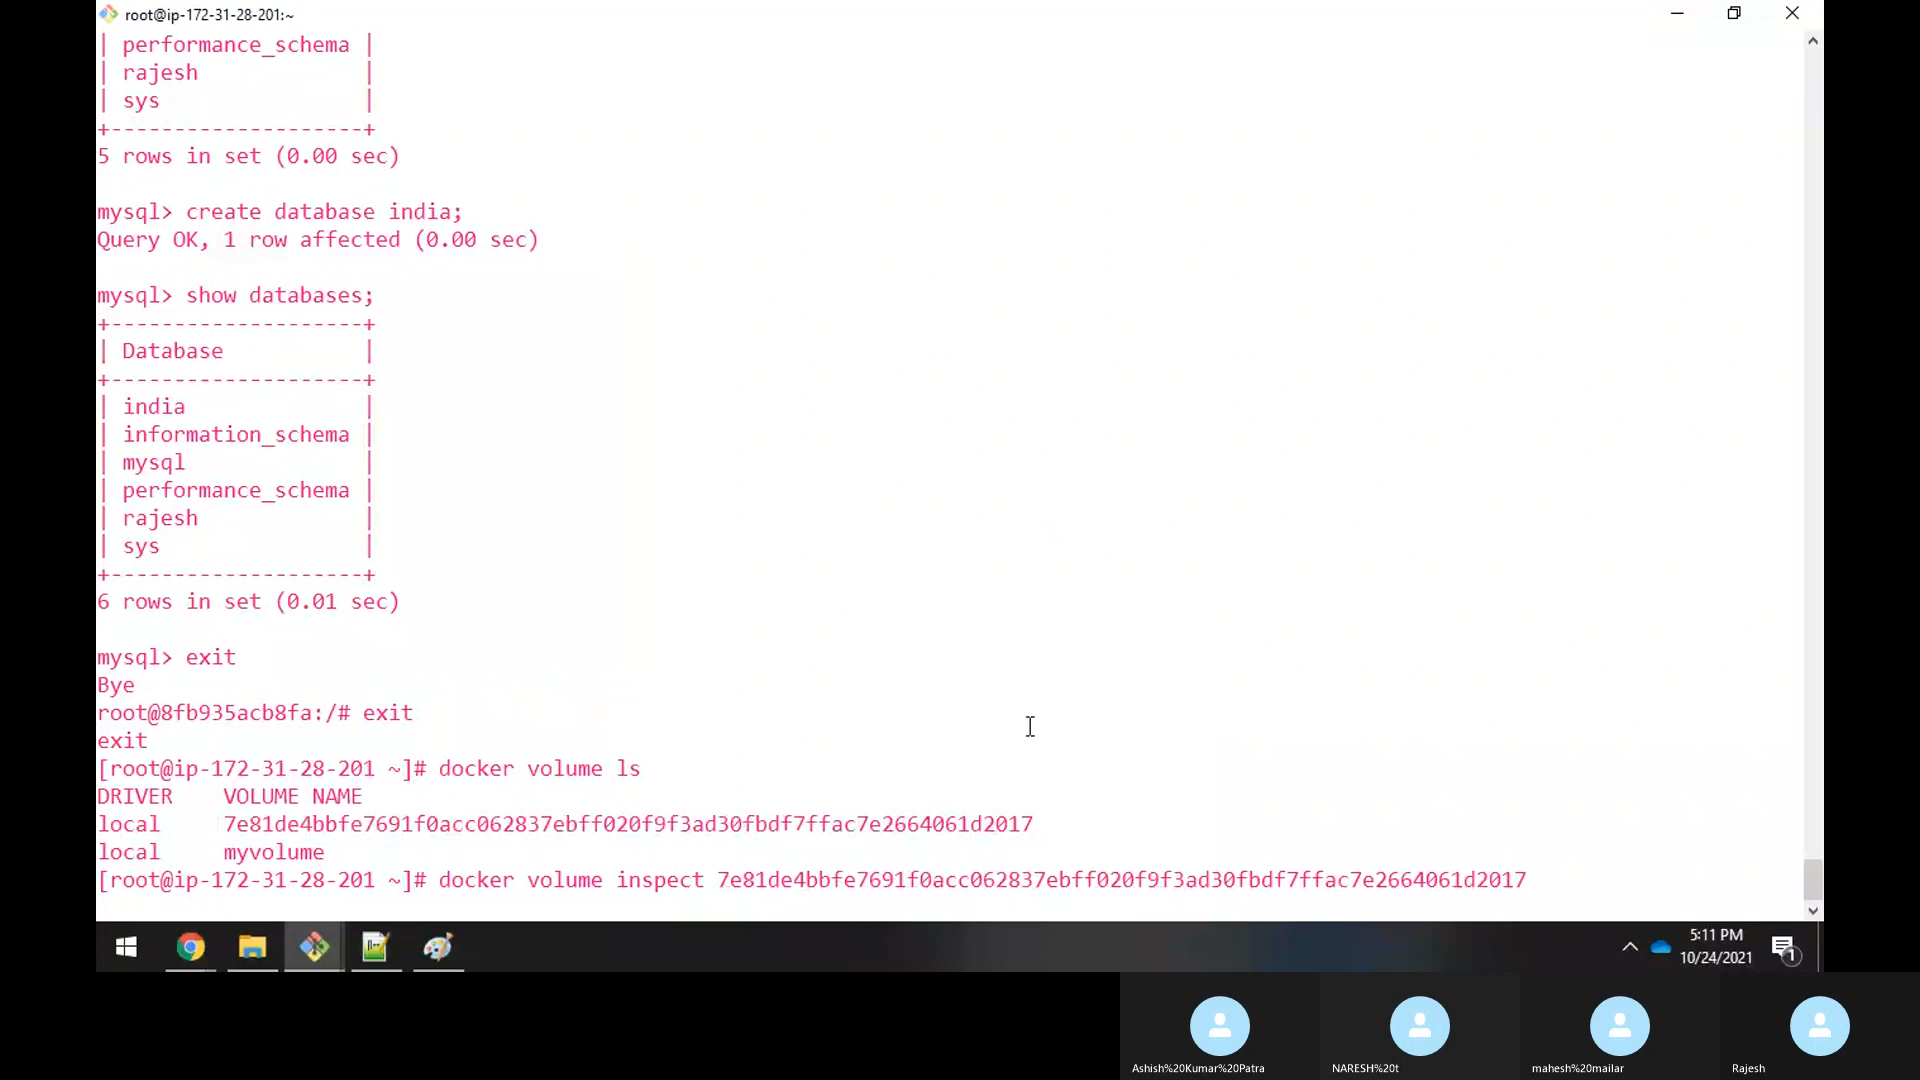 root@ip-172-31-28-201:~
| performance_schema |
| rajesh             |
| sys                |
+--------------------+
5 rows in set (0.00 sec)
mysql> create database india;
Query OK, 1 row affected (0.00 sec)
mysql> show databases;
+--------------------+
| Database           |
+--------------------+
| india              |
| information_schema |
| mysql              |
| performance_schema |
| rajesh             |
| sys                |
+--------------------+
6 rows in set (0.01 sec)
mysql> exit
Bye
root@8fb935acb8fa:/# exit
exit
[root@ip-172-31-28-201 ~]# docker volume ls
DRIVER    VOLUME NAME
local     7e81de4bbfe7691f0acc062837ebff020f9f3ad30fbdf7ffac7e2664061d2017
local     myvolume
[root@ip-172-31-28-201 ~]# docker volume inspect 7e81de4bbfe7691f0acc062837ebff020f9f3ad30fbdf7ffac7e2664061d2017
5:11 PM
10/24/2021
1
Ashish%20Kumar%20Patra
NARESH%20t
mahesh%20mailar
Rajesh